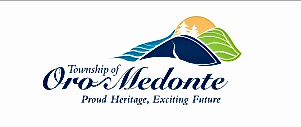 Township of
Oro Medonte
Proud Heritage, Exciting Future